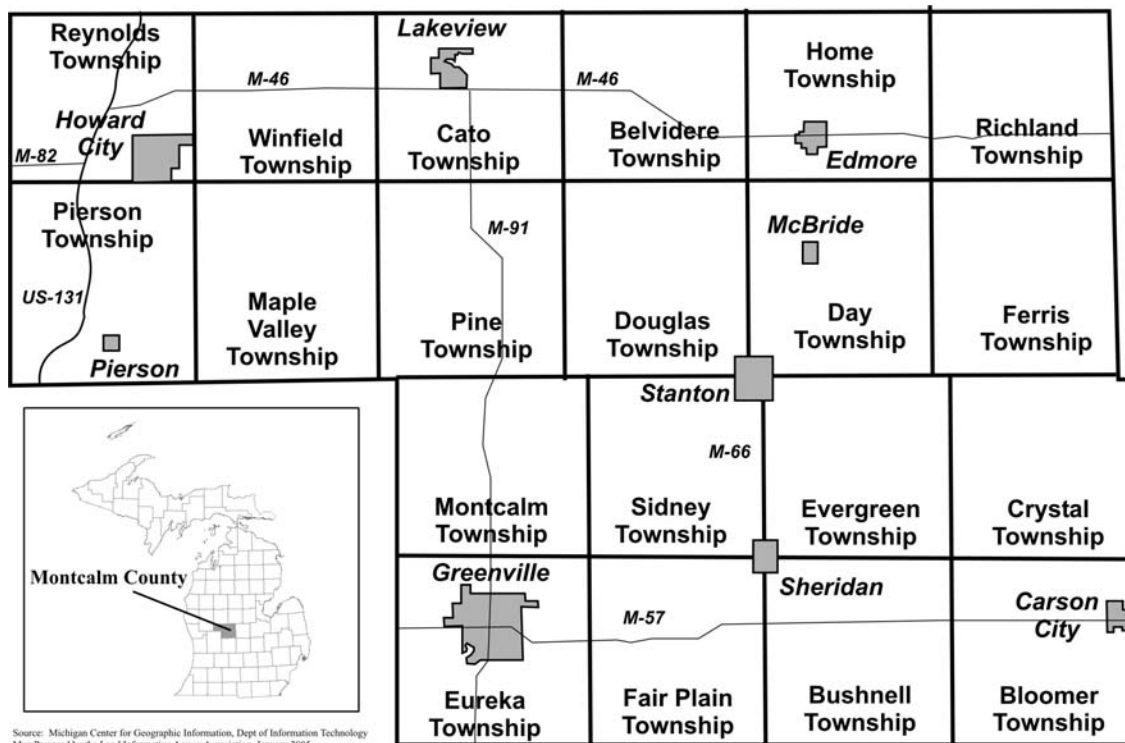 Reynolds
Township
Lakeview
Home
Township
M-46
M-46
Howard
City
Winfield
Township
Cato
Township
Belvidere
Township
Edmore
Richland
Township
M-82
Pierson
Township
M-91
McBride
US-131
Maple
Valley
Township
Pine
Township
Douglas
Township
Day
Township
Ferris
Township
Pierson
Stanton
M-66
Montcalm
Township
Sidney
Township
Evergreen
Township
Crystal
Township
Montcalm County
Greenville
Sheridan
M-57
Carson
City
Eureka
Township
Fair Plain
Township
Bushnell
Township
Bloomer
Township
Source: Michigan Center for Geographic Information, Dept of Information Technology